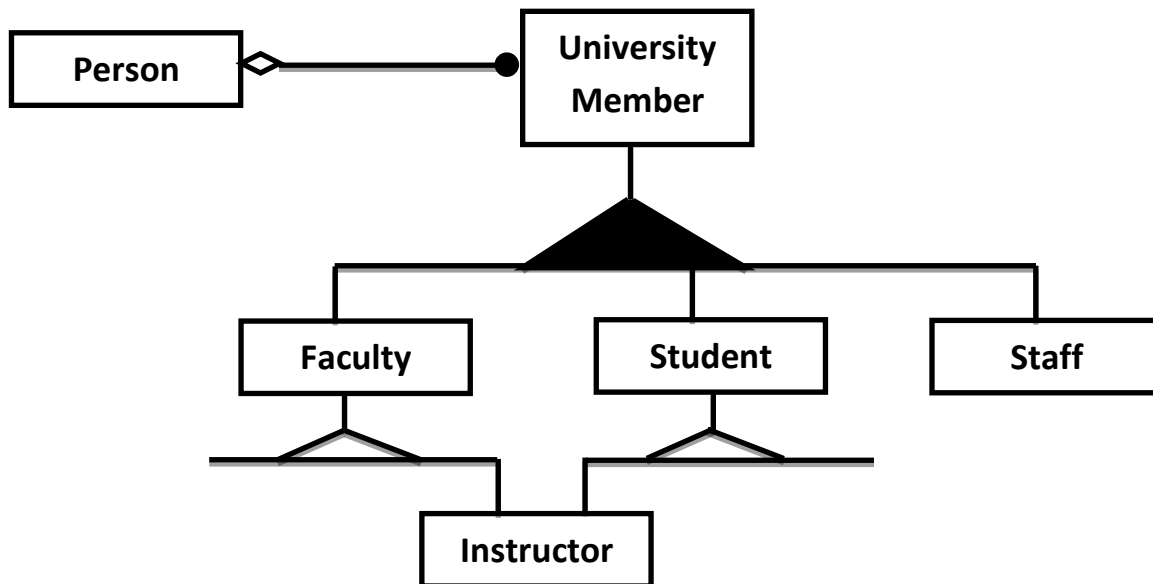 Person
University
Member
Faculty
Student
Staff
Instructor